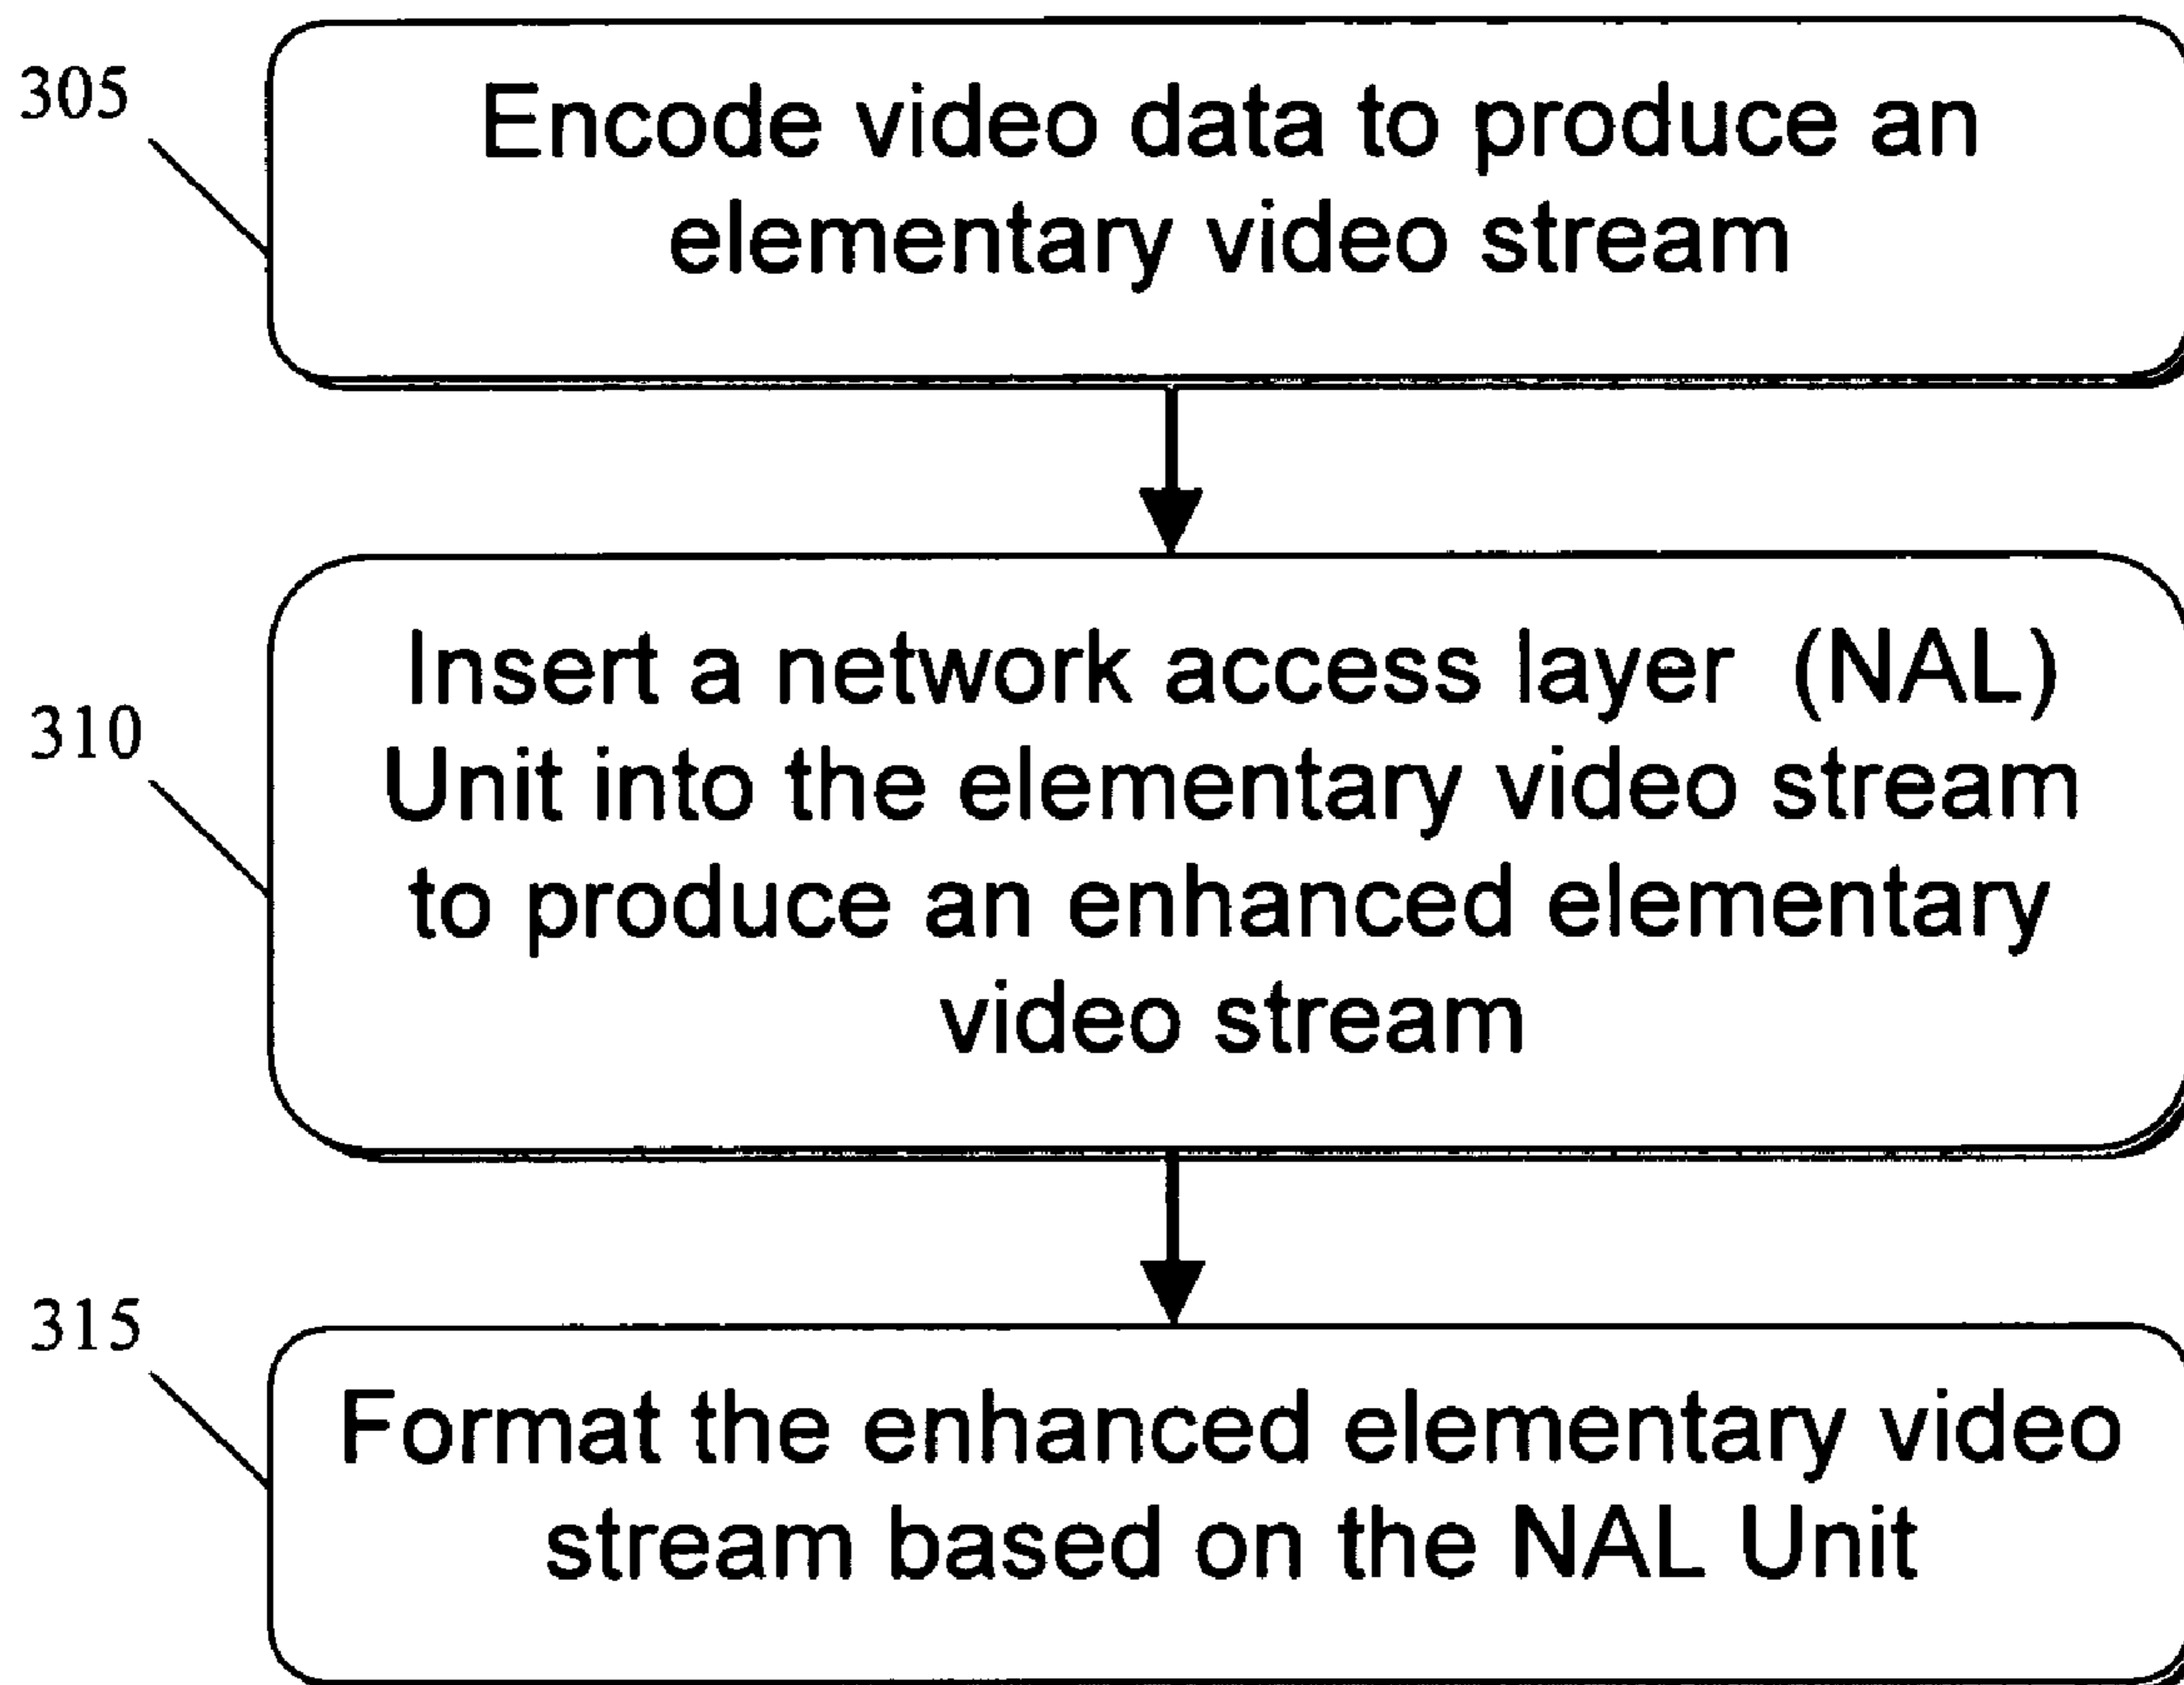 305
Encode video data to produce an
elementary video stream
310
Insert a network access layer (NAL)
Unit into the elementary video stream
to produce an enhanced elementary
video stream
315
Format the enhanced elementary video
stream based on the NAL Unit